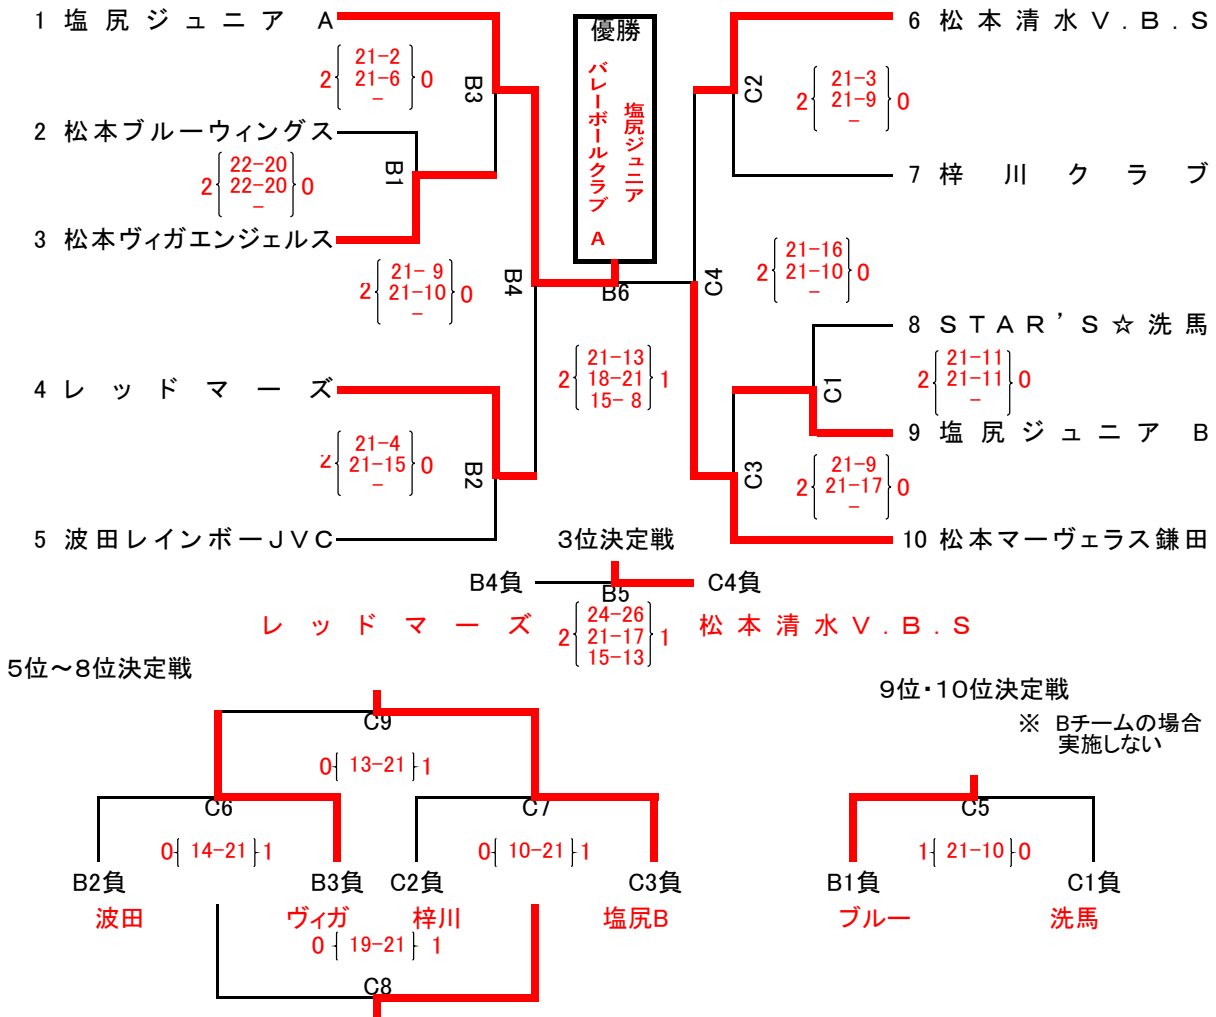 1 塩尻ジュニア A
21-2
2 21-6 0
-
B3
2 松本ブルーウィングス
22-20
2 22-20 0
-
B1
3 松本ヴィガエンジェルス
21- 9
2 21-10 0
-
B4
4 レッドマーズ
21-4
2 21-15 0
-
B2
5 波田レインボーJVC
優勝
塩尻ジュニア
バレーボールクラブ A
B6
21-13
2 18-21 1
15- 8
6 松本清水V.B.S
21-3
2 21-9 0
-
C2
7 梓川クラブ
21-16
2 21-10 0
-
C4
8 STAR'S☆洗馬
21-11
2 21-11 0
-
C1
9 塩尻ジュニア B
21-9
2 21-17 0
-
C3
10 松本マーヴェラス鎌田
3位決定戦
B4負 B5 C4負
レッドマーズ
24-26
2 21-17 1
15-13
松本清水V.B.S
5位～8位決定戦
C9
0 13-21 1
C6 C7
0 14-21 1
0 10-21 1
B2負 B3負 C2負 C3負
波田 ヴィガ 梓川 塩尻B
0 19-21 1
C8
9位・10位決定戦
※ Bチームの場合
実施しない
C5
1 21-10 0
B1負 C1負
ブルー 洗馬